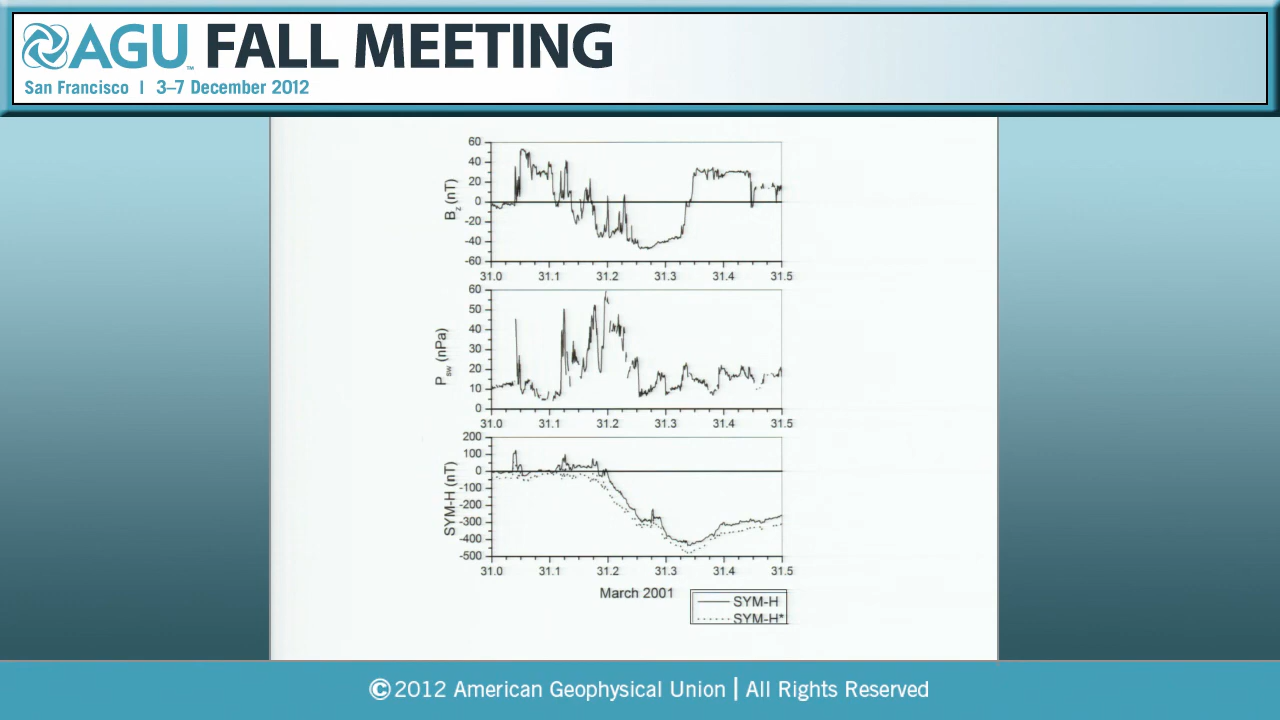 AGU™ FALL MEETING
San Francisco | 3–7 December 2012
60
40
20
0
-20
-40
-60
Bz (nT)
31.0 31.1 31.2 31.3 31.4 31.5
60
50
40
30
20
10
0
Psw (nPa)
31.0 31.1 31.2 31.3 31.4 31.5
200
100
0
-100
-200
-300
-400
-500
SYM-H (nT)
31.0 31.1 31.2 31.3 31.4 31.5
March 2001
SYM-H
SYM-H*
©2012 American Geophysical Union | All Rights Reserved